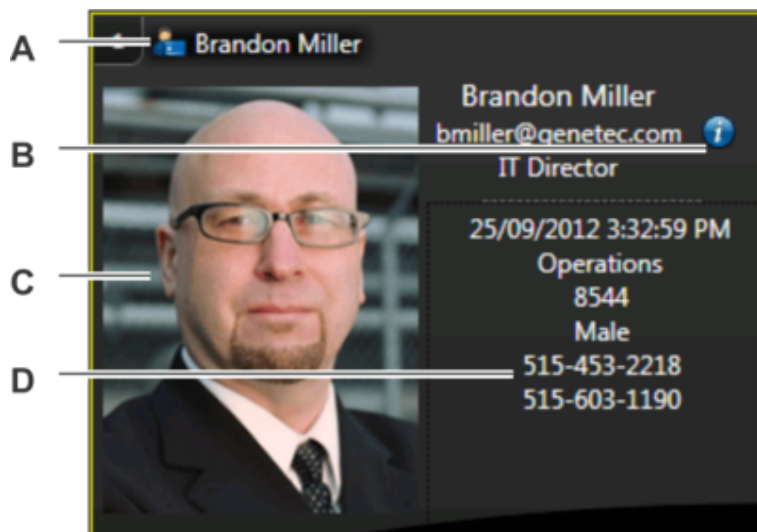 A
Brandon Miller
Brandon Miller
B
bmiller@genetec.com
i
IT Director
25/09/2012 3:32:59 PM
Operations
C
8544
Male
D
515-453-2218
515-603-1190